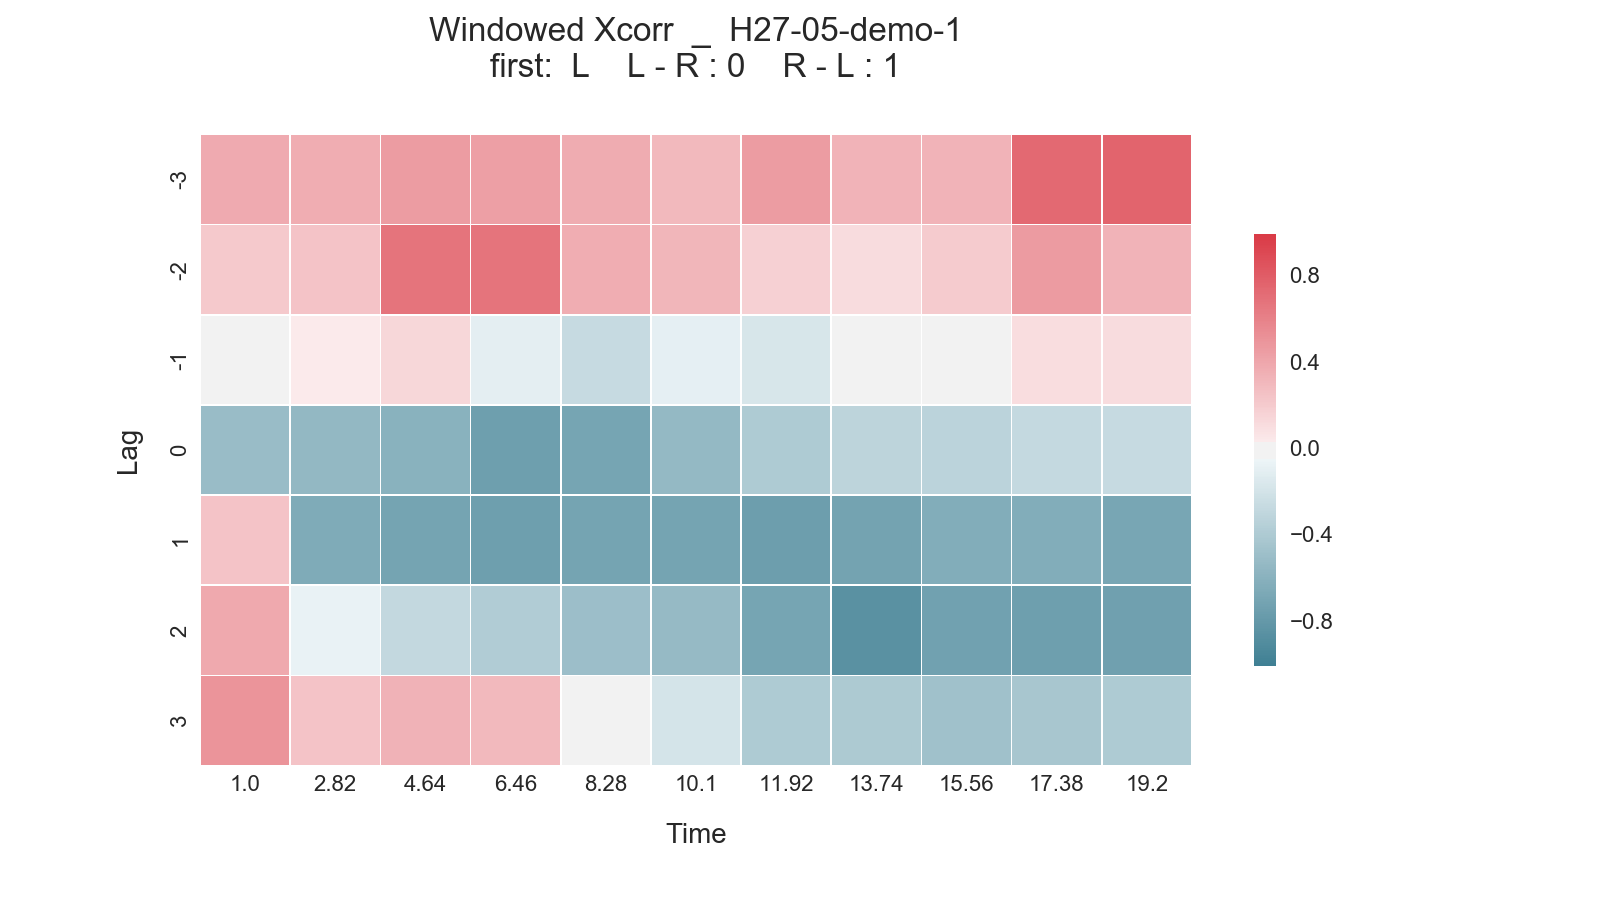 Windowed Xcorr _ H27-05-demo-1
first: L L - R : 0 R - L : 1
Lag
-3
-2
-1
0
1
2
3
1.0 2.82 4.64 6.46 8.28 10.1 11.92 13.74 15.56 17.38 19.2
Time
0.8
0.4
0.0
−0.4
−0.8